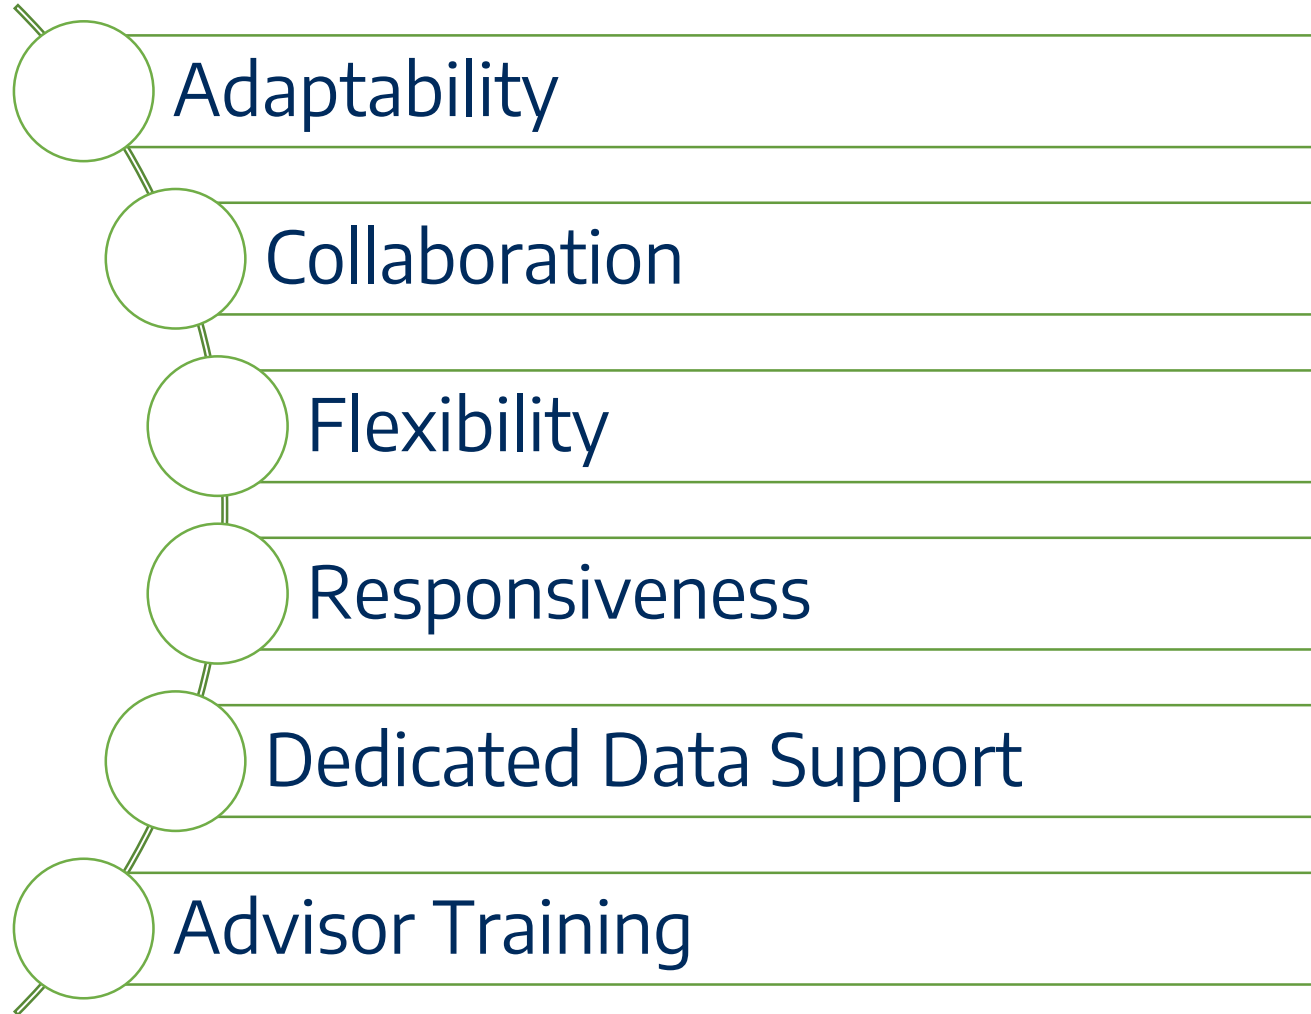 Adaptability
Collaboration
Flexibility
Responsiveness
Dedicated Data Support
Advisor Training